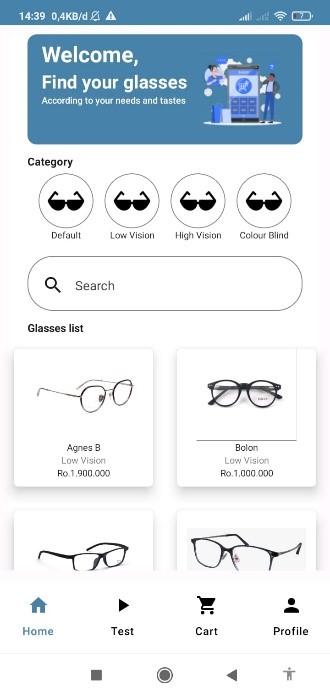 14:39 0,4KB/d
Welcome,
Find your glasses
According to your needs and tastes
Category
Default Low Vision High Vision Colour Blind
Search
Glasses list
Agnes B
Low Vision
Ro.1.900.000
Bolon
Low Vision
Ro.1.000.000
Home Test Cart Profile